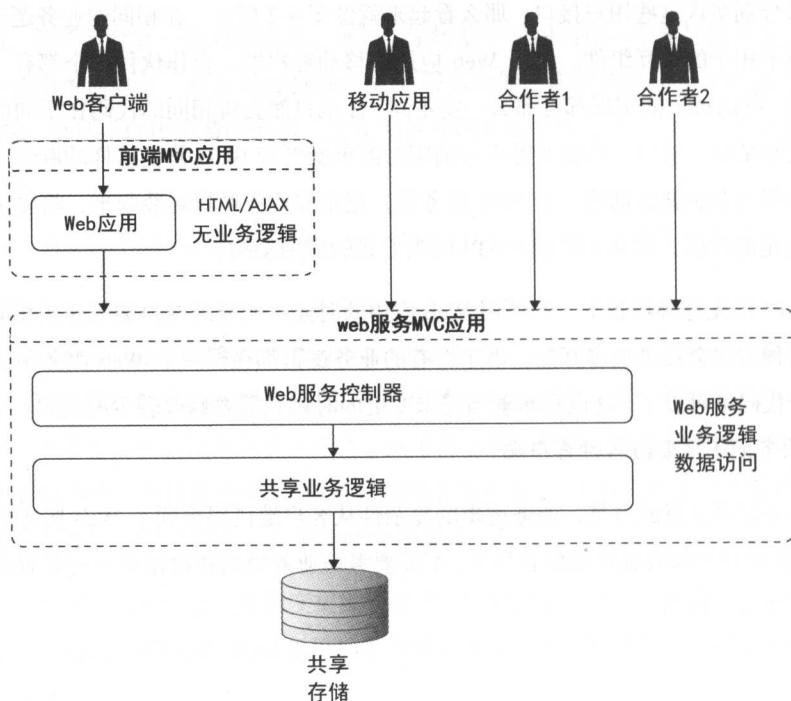 Web客户端
移动应用
合作者1
合作者2
前端MVC应用
Web应用
HTML/AJAX
无业务逻辑
web服务MVC应用
Web服务控制器
共享业务逻辑
Web服务
业务逻辑
数据访问
共享
存储